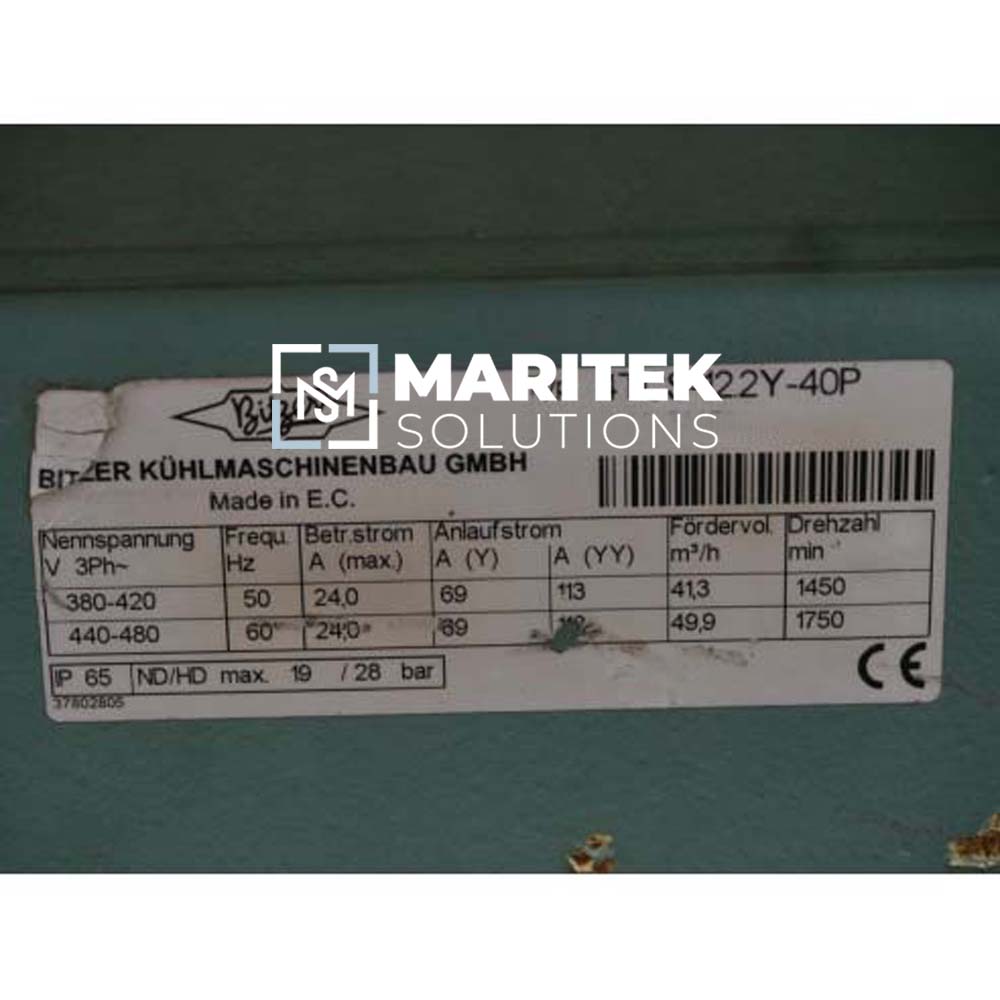 MARITEK
SOLUTIONS
Bitzer
22Y-40P
BITZER KÜHLMASCHINENBAU GMBH
Made in E.C.
Nennspannung Frequ. Betr.strom Anlaufstrom Fördervol. Drehzahl
V 3Ph~ Hz A (max.) A (Y) A (YY) m³/h min⁻¹
380-420 50 24,0 69 113 41,3 1450
440-480 60 24,0 69 49,9 1750
IP 65 ND/HD max. 19 / 28 bar
37802805
CE